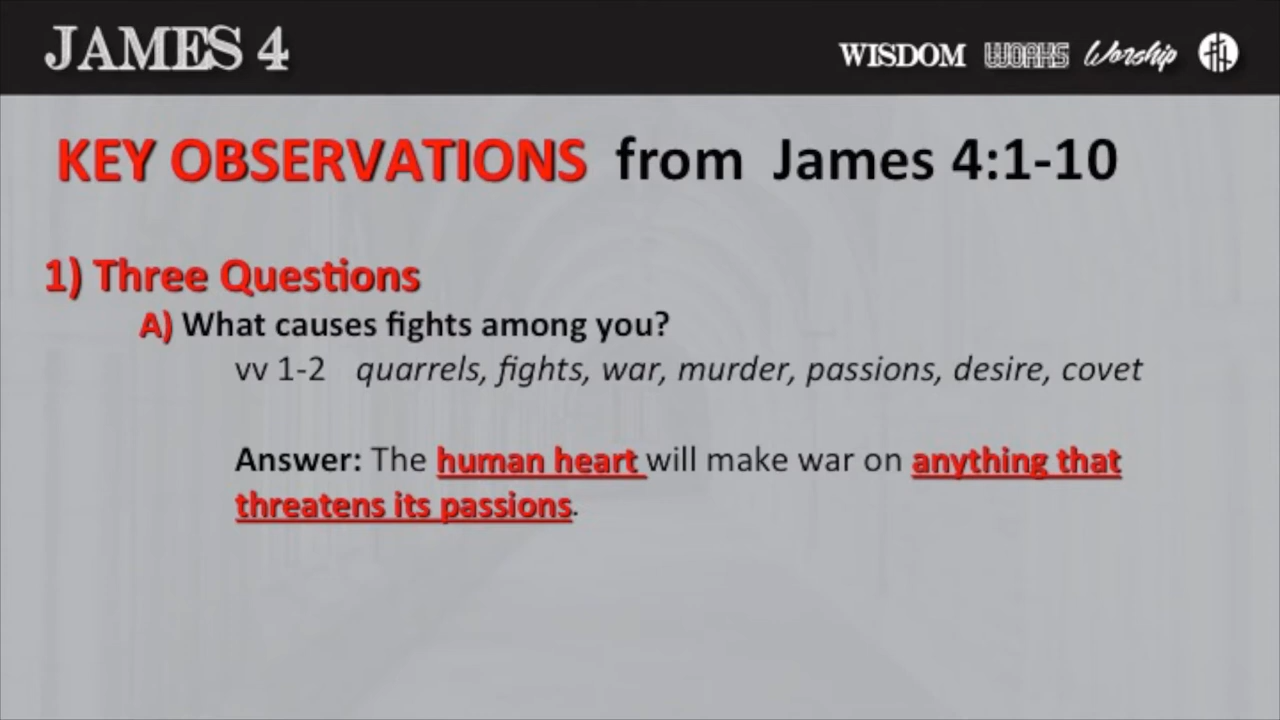 JAMES 4
WISDOM WORKS Worship
KEY OBSERVATIONS from James 4:1-10
1) Three Questions
A) What causes fights among you?
vv 1-2 quarrels, fights, war, murder, passions, desire, covet
Answer: The human heart will make war on anything that
threatens its passions.